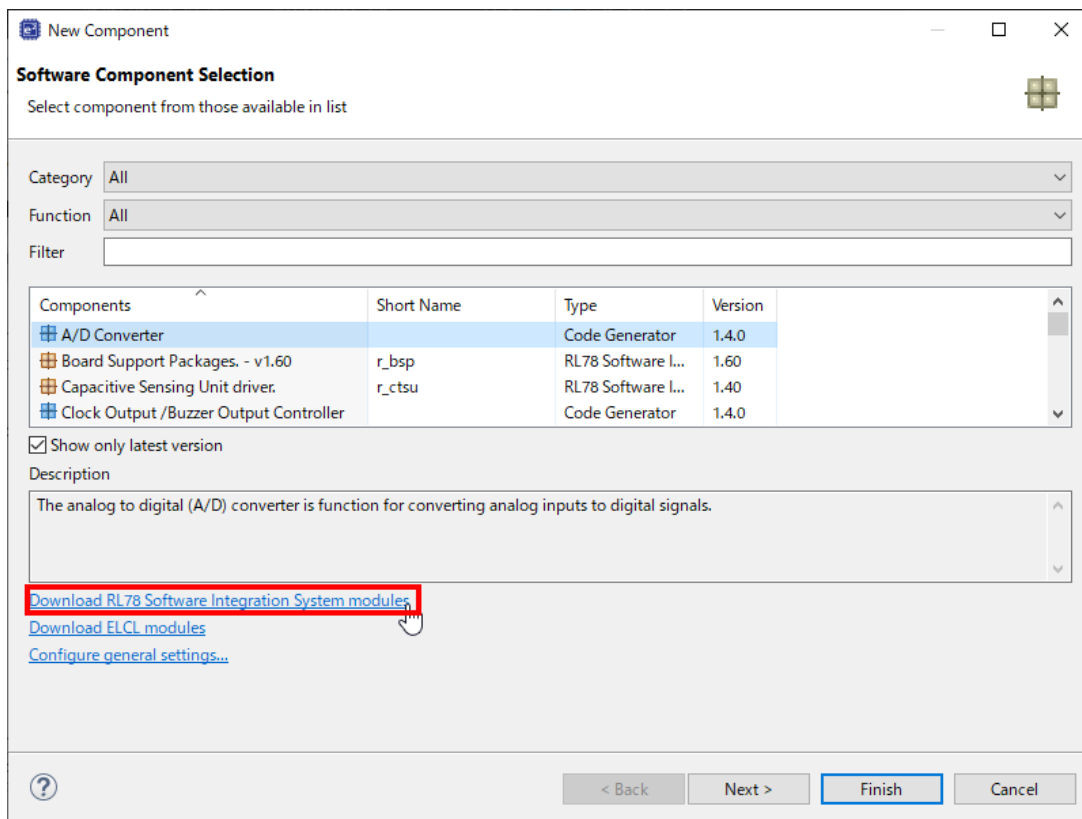 New Component
Software Component Selection
Select component from those available in list
Category All
Function All
Filter
Components Short Name Type Version
A/D Converter Code Generator 1.4.0
Board Support Packages. - v1.60 r_bsp RL78 Software I... 1.60
Capacitive Sensing Unit driver. r_ctsu RL78 Software I... 1.40
Clock Output /Buzzer Output Controller Code Generator 1.4.0
Show only latest version
Description
The analog to digital (A/D) converter is function for converting analog inputs to digital signals.
Download RL78 Software Integration System modules
Download ELCL modules
Configure general settings...
< Back Next > Finish Cancel